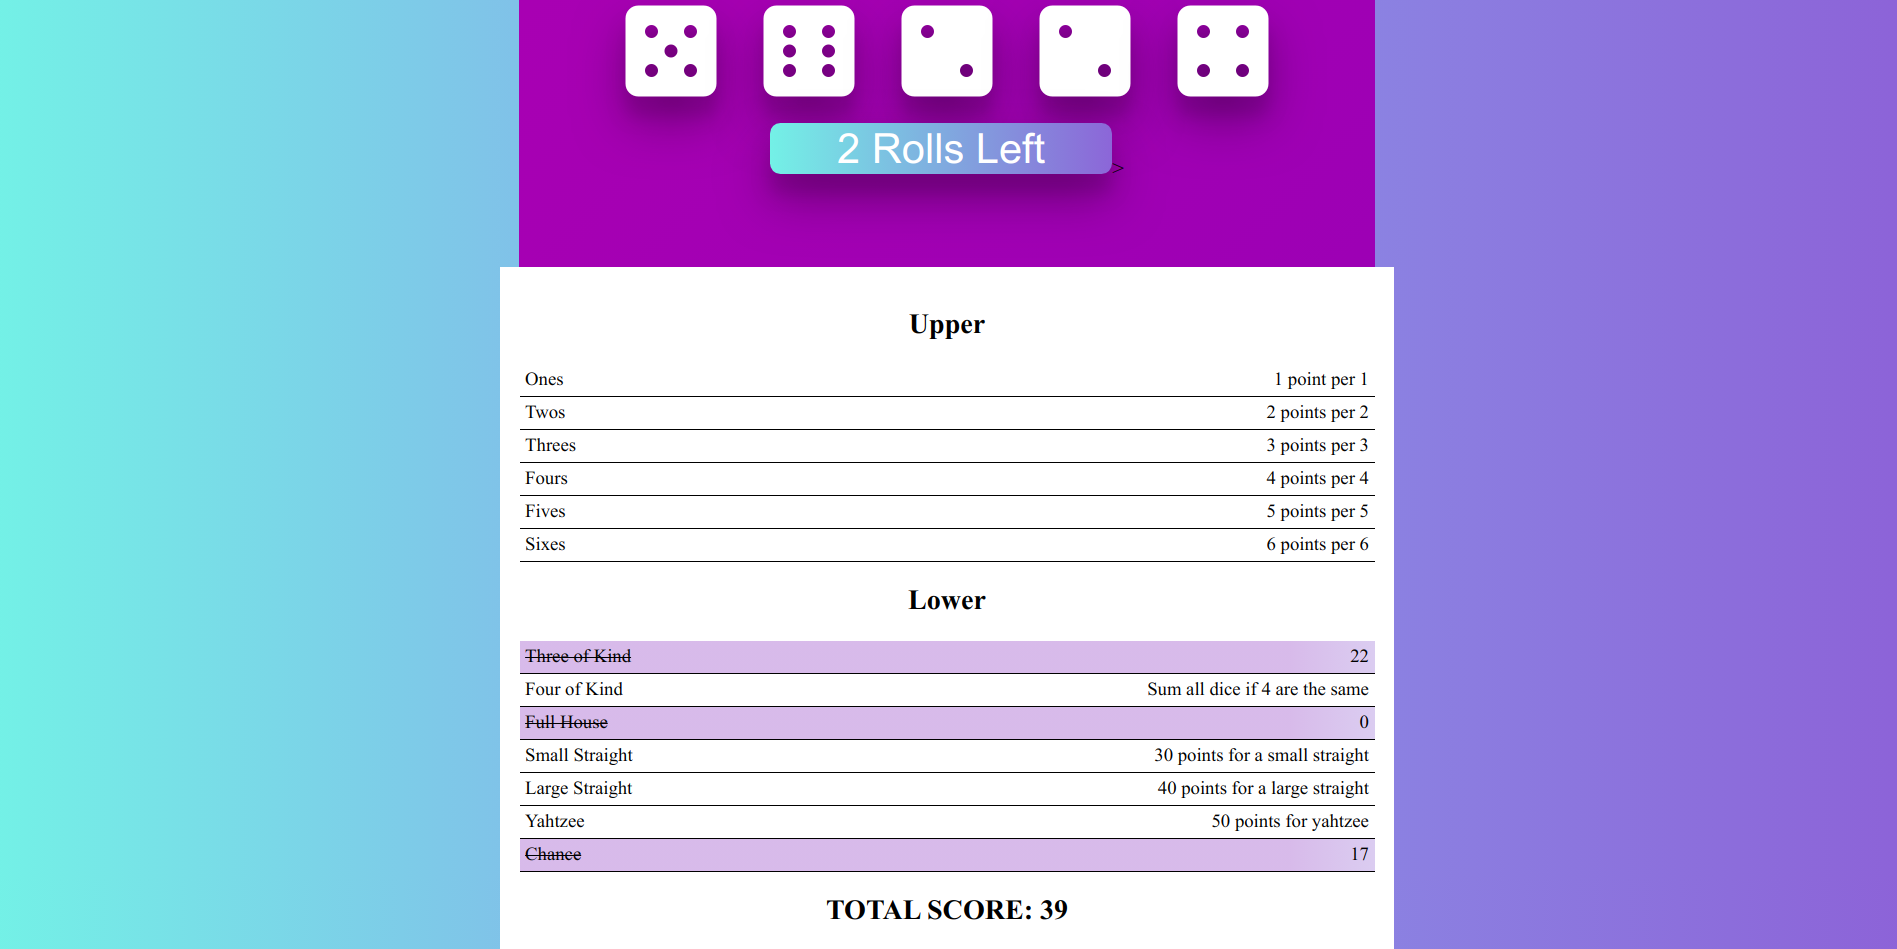 2 Rolls Left
>
Upper
Ones 1 point per 1
Twos 2 points per 2
Threes 3 points per 3
Fours 4 points per 4
Fives 5 points per 5
Sixes 6 points per 6
Lower
Three of Kind 22
Four of Kind Sum all dice if 4 are the same
Full House 0
Small Straight 30 points for a small straight
Large Straight 40 points for a large straight
Yahtzee 50 points for yahtzee
Chance 17
TOTAL SCORE: 39